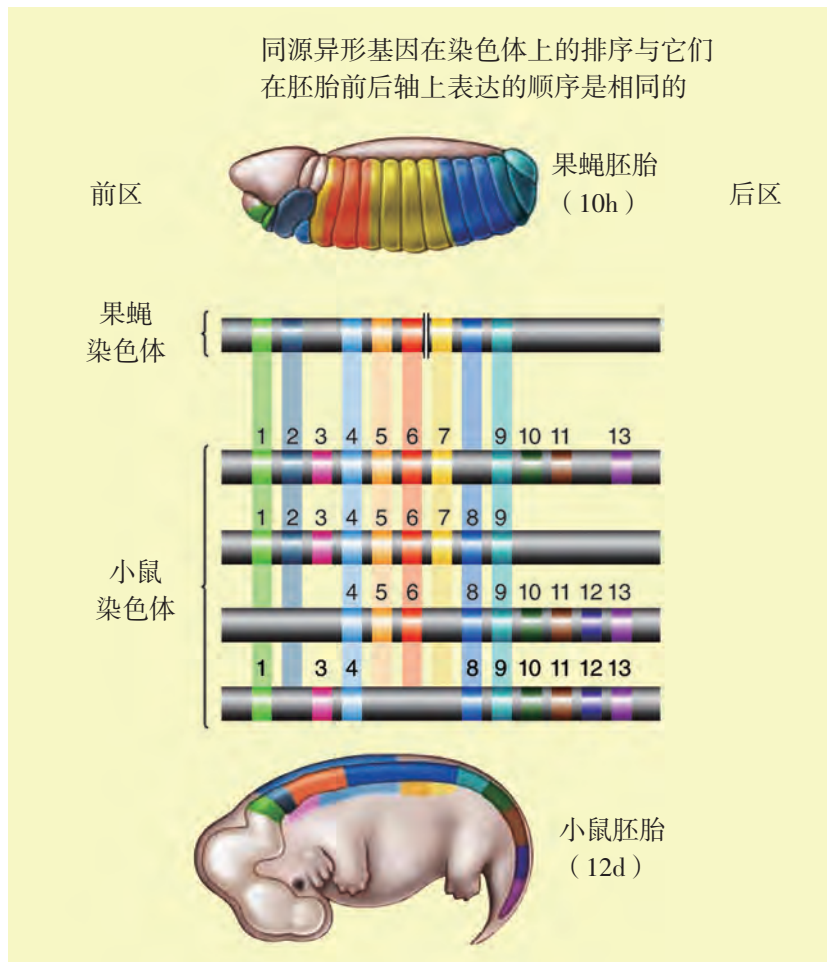 同源异形基因在染色体上的排序与它们
在胚胎前后轴上表达的顺序是相同的
前区
果蝇胚胎
（10h）
后区
果蝇
染色体
1 2 3 4 5 6 7 9 10 11 13
1 2 3 4 5 6 7 8 9
小鼠
染色体
4 5 6 8 9 10 11 12 13
1 3 4 8 9 10 11 12 13
小鼠胚胎
（12d）